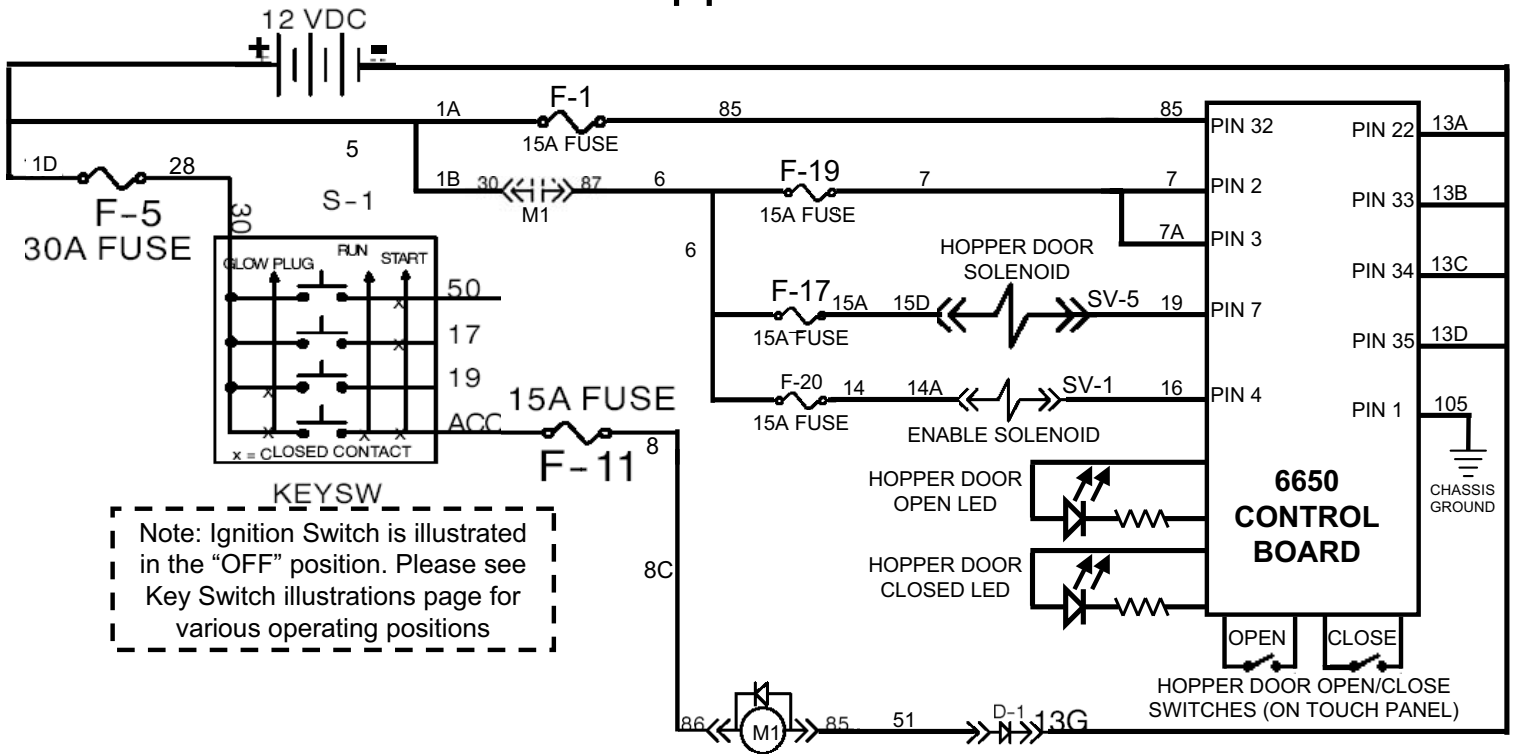 12 VDC
+
1A
F-1
15A FUSE
85
85
PIN 32
PIN 22
13A
5
1D
28
F-5
30A FUSE
30
S-1
1B
30
87
M1
6
F-19
15A FUSE
7
7
PIN 2
7A
PIN 3
PIN 33
13B
6
HOPPER DOOR
SOLENOID
PIN 34
13C
F-17
15A FUSE
15A
15D
SV-5
19
PIN 7
PIN 35
13D
F-20
15A FUSE
14
14A
SV-1
16
PIN 4
ENABLE SOLENOID
PIN 1
105
CHASSIS
GROUND
GLOW PLUG
RUN
START
50
17
19
ACC
x
x
x
x
x
x
x
x = CLOSED CONTACT
KEYSW
15A FUSE
F-11
8
8C
Note: Ignition Switch is illustrated
in the “OFF” position. Please see
Key Switch illustrations page for
various operating positions
HOPPER DOOR
OPEN LED
HOPPER DOOR
CLOSED LED
6650
CONTROL
BOARD
OPEN
CLOSE
HOPPER DOOR OPEN/CLOSE
SWITCHES (ON TOUCH PANEL)
86
M1
85
51
D-1
13G